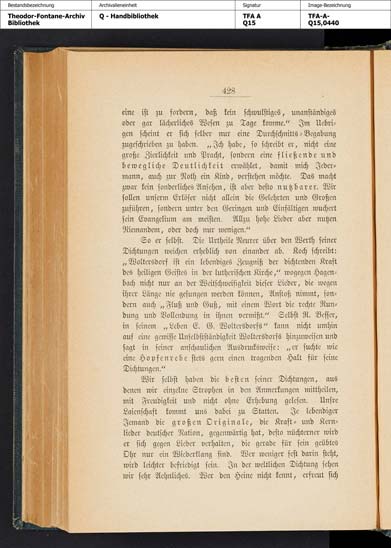 Bestandsbezeichnung
Theodor-Fontane-Archiv
Bibliothek
Archivalieneinheit
Q - Handbibliothek
Signatur
TFA A
Q15
Image-Bezeichnung
TFA-A-
Q15,0440
428
eine ist zu fordern, daß kein schwulstiges, unanständiges
oder gar lächerliches Wesen zu Tage komme.“ Im Uebri-
gen scheint er sich selber nur eine Durchschnitts-Begabung
zugeschrieben zu haben. „Ich habe, so schreibt er, nicht eine
große Zierlichkeit und Pracht, sondern eine fließende und
bewegliche Deutlichkeit erwählet, damit mich Jeder-
mann, auch zur Noth ein Kind, verstehen möchte. Das macht
zwar kein sonderliches Ansehen, ist aber desto nutzbarer. Wir
sollen unsern Erlöser nicht allein die Gelehrten und Großen
zuführen, sondern unter den Geringen und Einfältigen wuchert
sein Evangelium am meisten. Allzu hohe Lieder aber nutzen
Niemandem, oder doch nur wenigen.“
So er selbst. Die Urtheile Neurer über den Werth seiner
Dichtungen weichen erheblich von einander ab. Koch schreibt:
„Woltersdorf ist ein lebendiges Zeugniß der dichtenden Kraft
des heiligen Geistes in der lutherischen Kirche,“ wogegen Hagen-
bach nicht nur an der Weitschweifigkeit dieser Lieder, die wegen
ihrer Länge nie gesungen werden können, Anstoß nimmt, son-
dern auch „Fluß und Guß, mit einem Wort die rechte Run-
dung und Vollendung in ihnen vermißt.“ Selbst R. Besser,
in seinem „Leben E. G. Woltersdorfs“ kann nicht umhin
auf eine gewisse Unselbstständigkeit Woltersdorfs hinzuweisen und
sagt in seiner anschaulichen Ausdrucksweise: „er suchte wie
eine Hopfenrebe stets gern einen tragenden Halt für seine
Dichtungen.“
Wir selbst haben die besten seiner Dichtungen, aus
denen wir einzelne Strophen in den Anmerkungen mittheilen,
mit Freudigkeit und nicht ohne Erhebung gelesen. Unsre
Laienschaft kommt uns dabei zu Statten. Je lebendiger
Jemand die großen Originale, die Kraft- und Kern-
lieder deutscher Nation, gegenwärtig hat, desto nüchterner wird
er sich gegen Lieder verhalten, die gerade für sein geübtes
Ohr nur ein Wiederklang sind. Wer weniger fest darin steht,
wird leichter befriedigt sein. In der weltlichen Dichtung sehen
wir sehr Aehnliches. Wer den Heine nicht kennt, erfreut sich